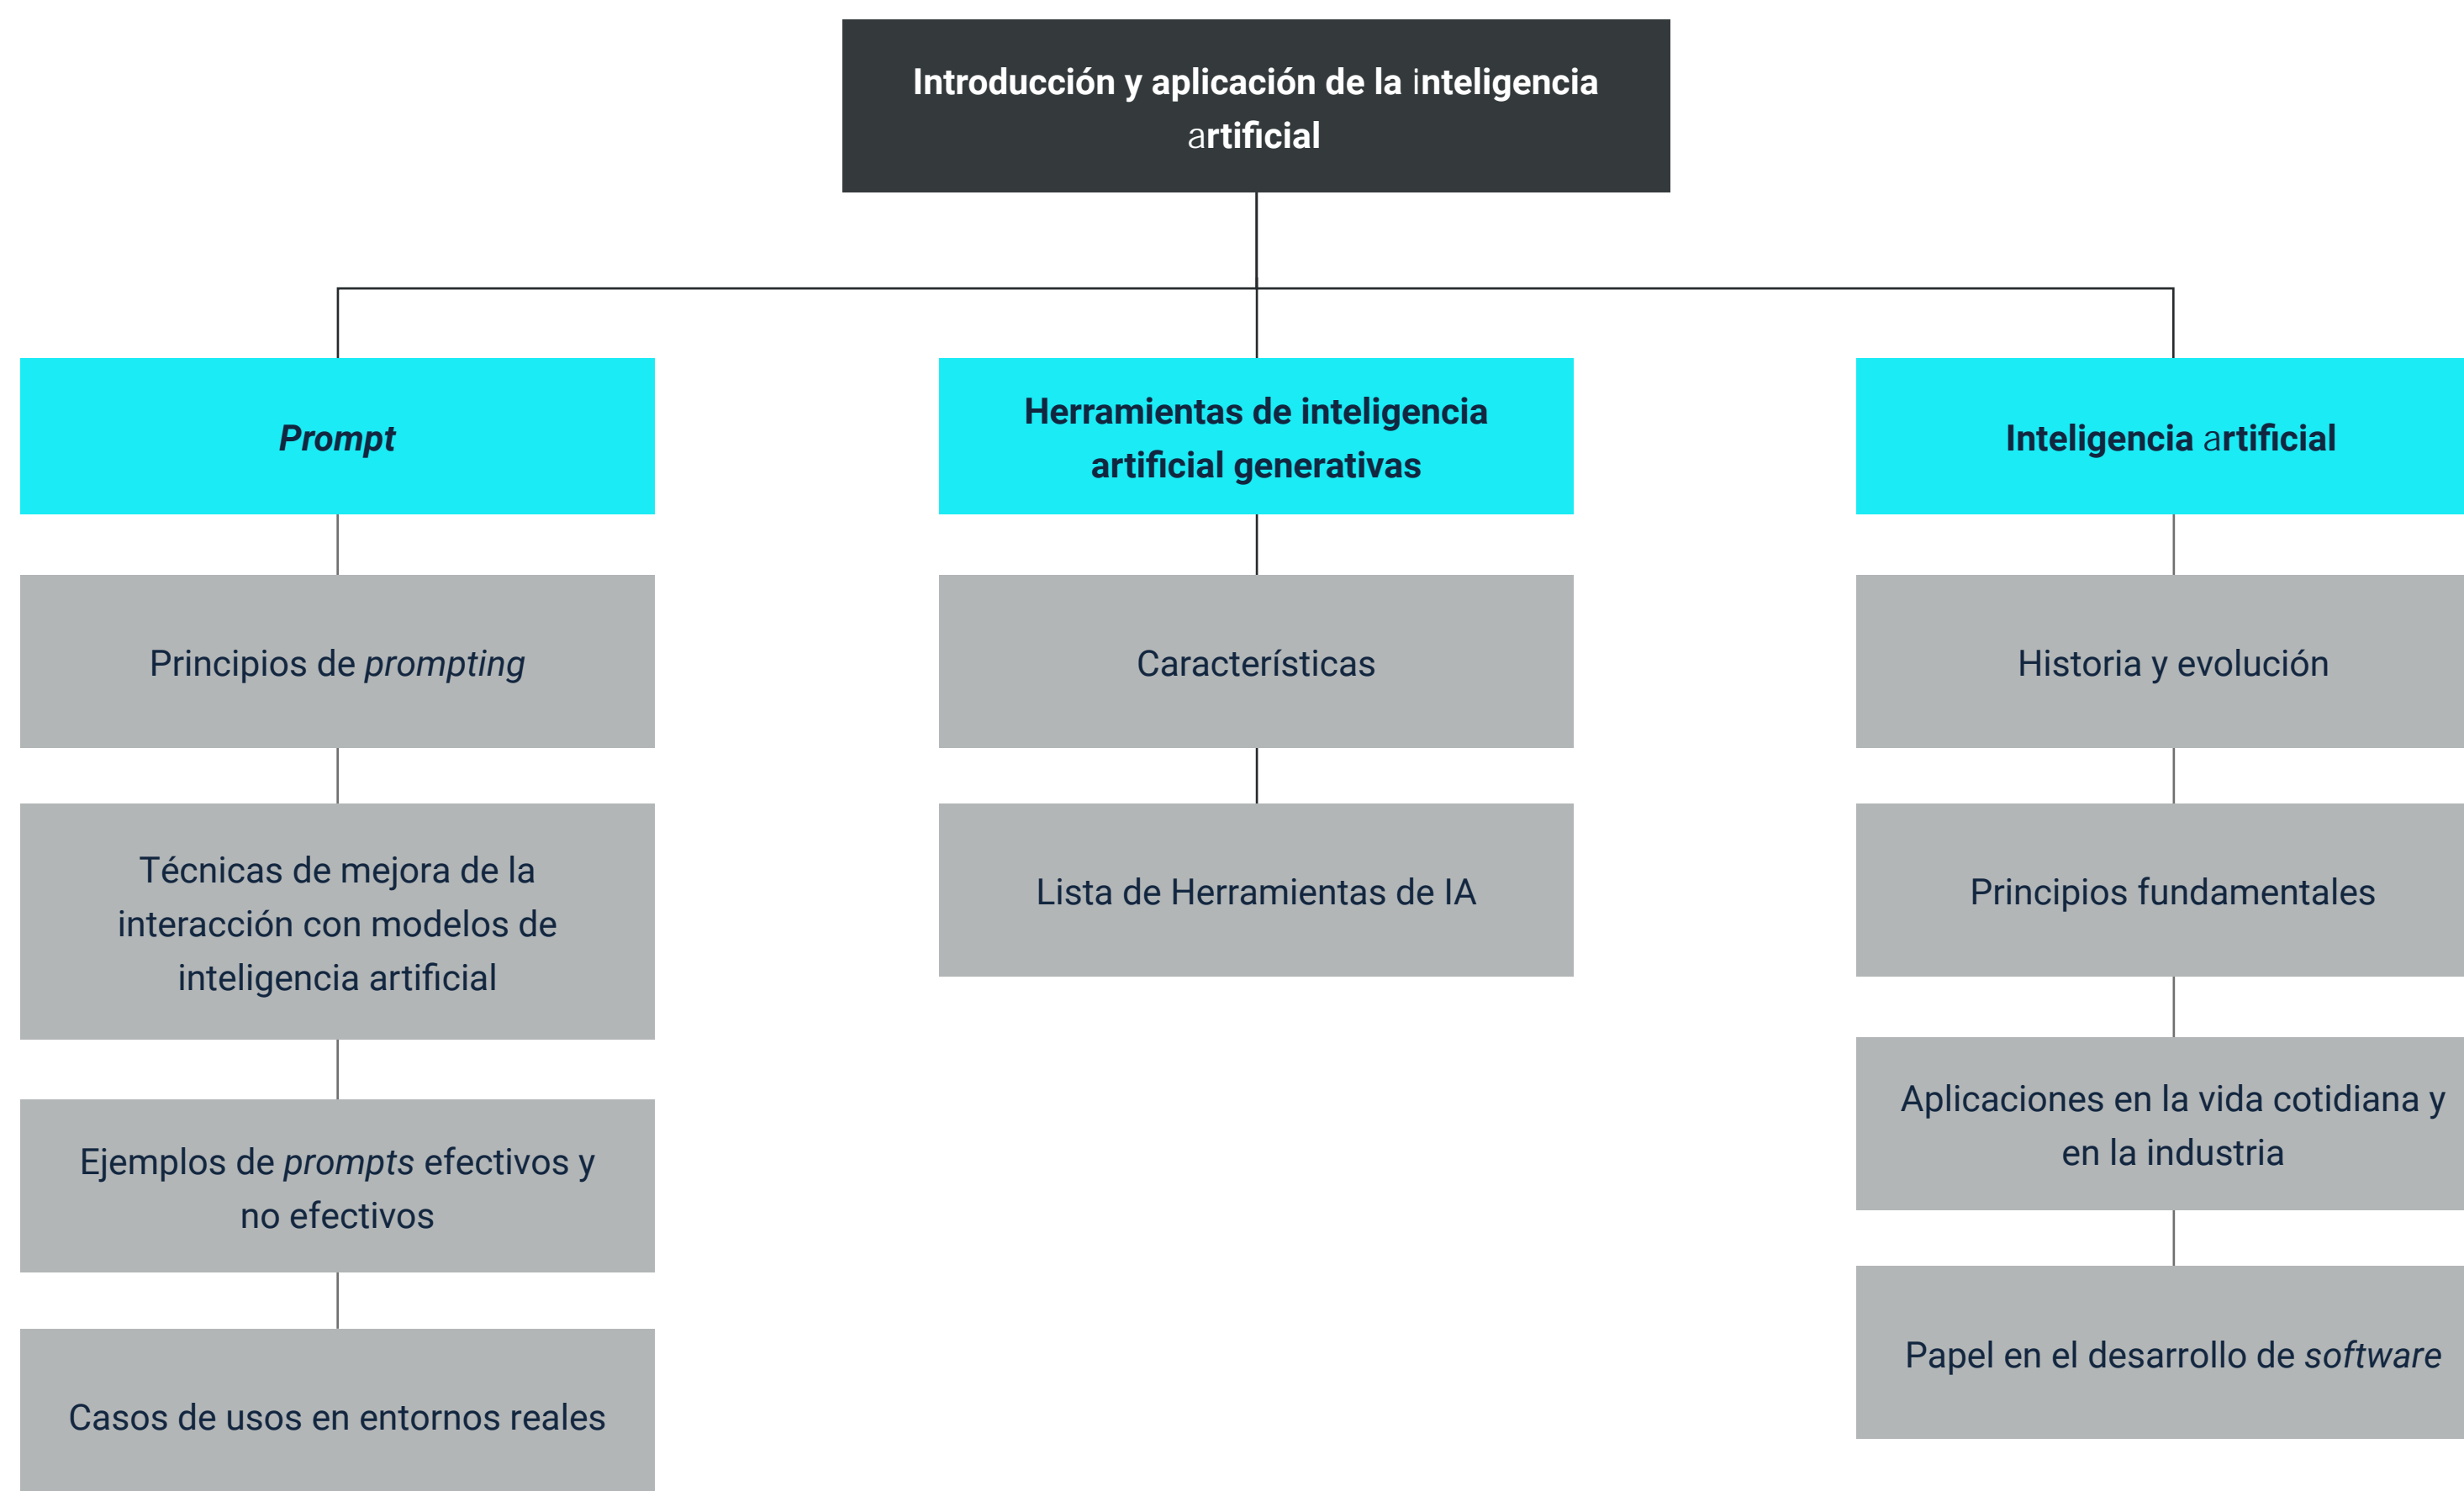 Introducción y aplicación de la inteligencia
artificial
Prompt
Herramientas de inteligencia
artificial generativas
Inteligencia artificial
Principios de prompting
Características
Historia y evolución
Técnicas de mejora de la
interacción con modelos de
inteligencia artificial
Lista de Herramientas de IA
Principios fundamentales
Ejemplos de prompts efectivos y
no efectivos
Aplicaciones en la vida cotidiana y
en la industria
Casos de usos en entornos reales
Papel en el desarrollo de software